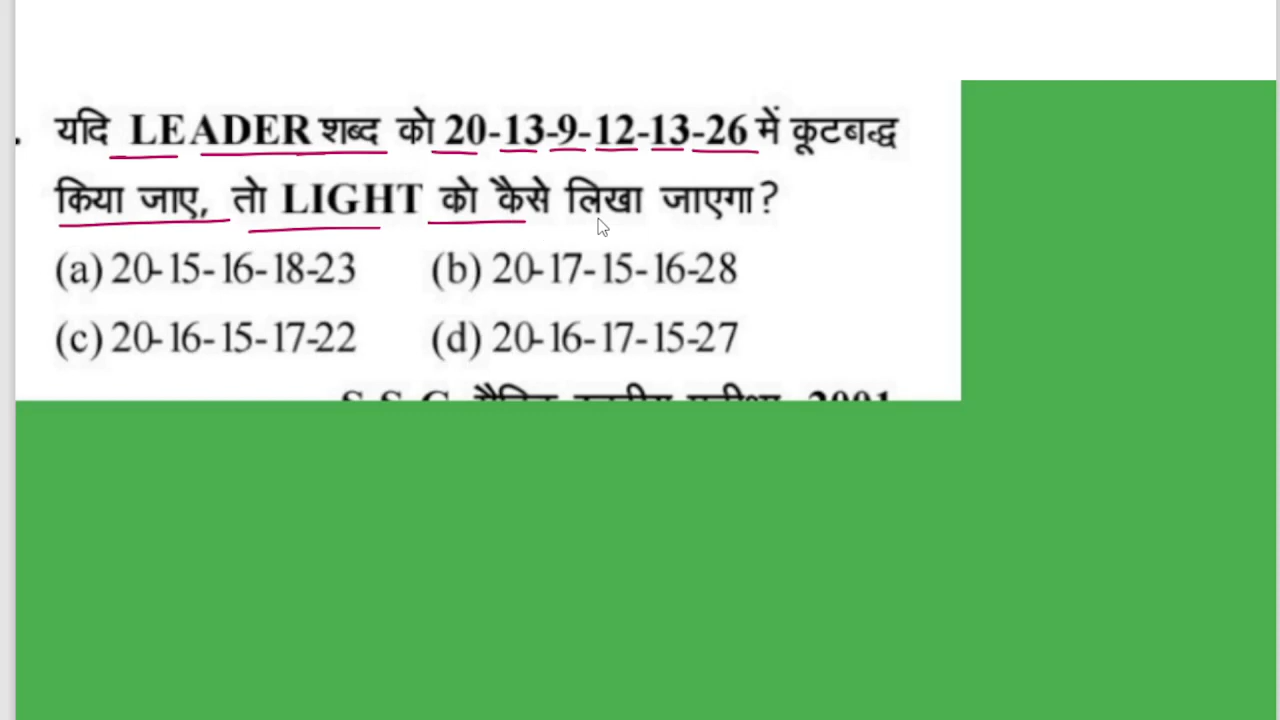 . यदि LEADER शब्द को 20-13-9-12-13-26 में कूटबद्ध
किया जाए, तो LIGHT को कैसे लिखा जाएगा?
(a) 20-15-16-18-23 (b) 20-17-15-16-28
(c) 20-16-15-17-22 (d) 20-16-17-15-27